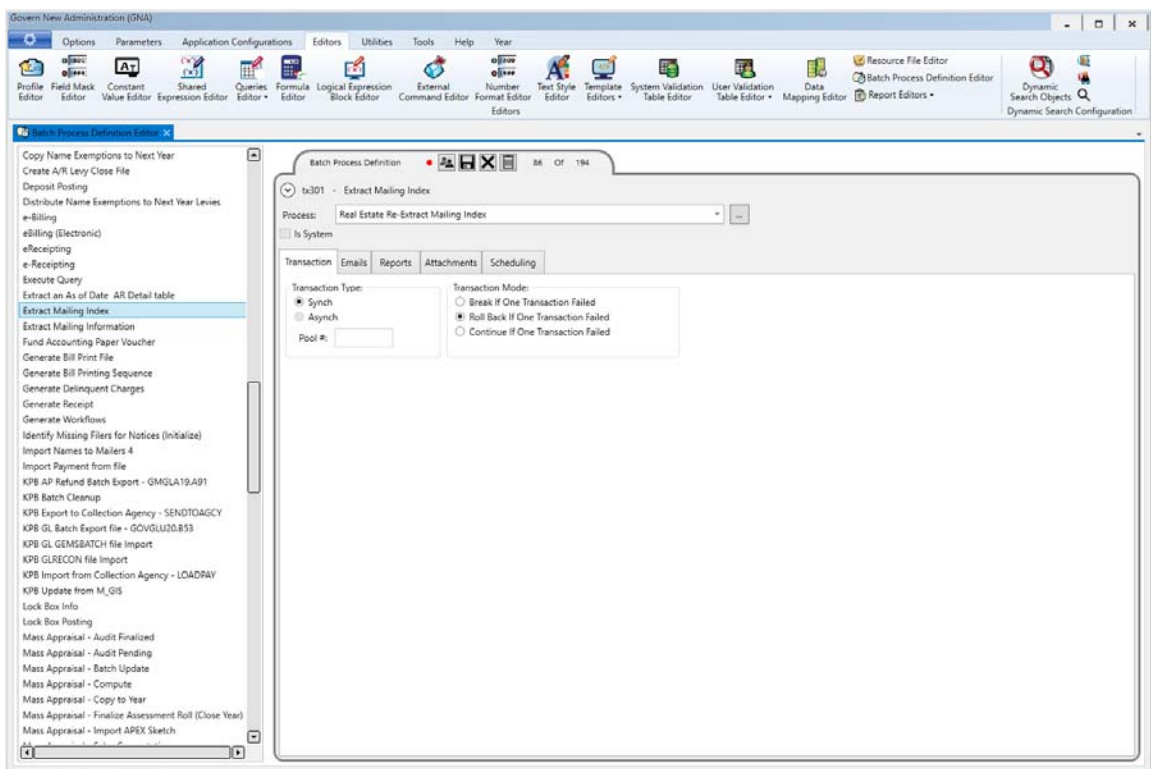 Govern New Administration (GNA)
Options Parameters Application Configurations Editors Utilities Tools Help Year
Profile Editor
Field Mask Editor
Constant Value Editor
Shared Expression Editor
Queries Editor
Formula Editor
Logical Expression Block Editor
External Command Editor
Number Format Editor
Text Style Editor
Template Editors
System Validation Table Editor
User Validation Table Editor
Data Mapping Editor
Resource File Editor
Batch Process Definition Editor
Report Editors
Dynamic Search Objects
Editors
Dynamic Search Configuration
Batch Process Definition Editor X
Copy Name Exemptions to Next Year
Create A/R Levy Close File
Deposit Posting
Distribute Name Exemptions to Next Year Levies
e-Billing
eBilling (Electronic)
eReceipting
e-Receipting
Execute Query
Extract an As of Date AR Detail table
Extract Mailing Index
Extract Mailing Information
Fund Accounting Paper Voucher
Generate Bill Print File
Generate Bill Printing Sequence
Generate Delinquent Charges
Generate Receipt
Generate Workflows
Identify Missing Filers for Notices (Initialize)
Import Names to Mailers 4
Import Payment from file
KPB AP Refund Batch Export - GMGLA19.A91
KPB Batch Cleanup
KPB Export to Collection Agency - SENDTOAGCY
KPB GL Batch Export file - GOVGLU20.B53
KPB GL GEMSBATCH file Import
KPB GLRECON file Import
KPB Import from Collection Agency - LOADPAY
KPB Update from M_GIS
Lock Box Info
Lock Box Posting
Mass Appraisal - Audit Finalized
Mass Appraisal - Audit Pending
Mass Appraisal - Batch Update
Mass Appraisal - Compute
Mass Appraisal - Copy to Year
Mass Appraisal - Finalize Assessment Roll (Close Year)
Mass Appraisal - Import APEX Sketch
Batch Process Definition 86 Of 194
tx301 - Extract Mailing Index
Process: Real Estate Re-Extract Mailing Index ...
Is System
Transaction Emails Reports Attachments Scheduling
Transaction Type:
Synch
Asynch
Pool #:
Transaction Mode:
Break If One Transaction Failed
Roll Back If One Transaction Failed
Continue If One Transaction Failed